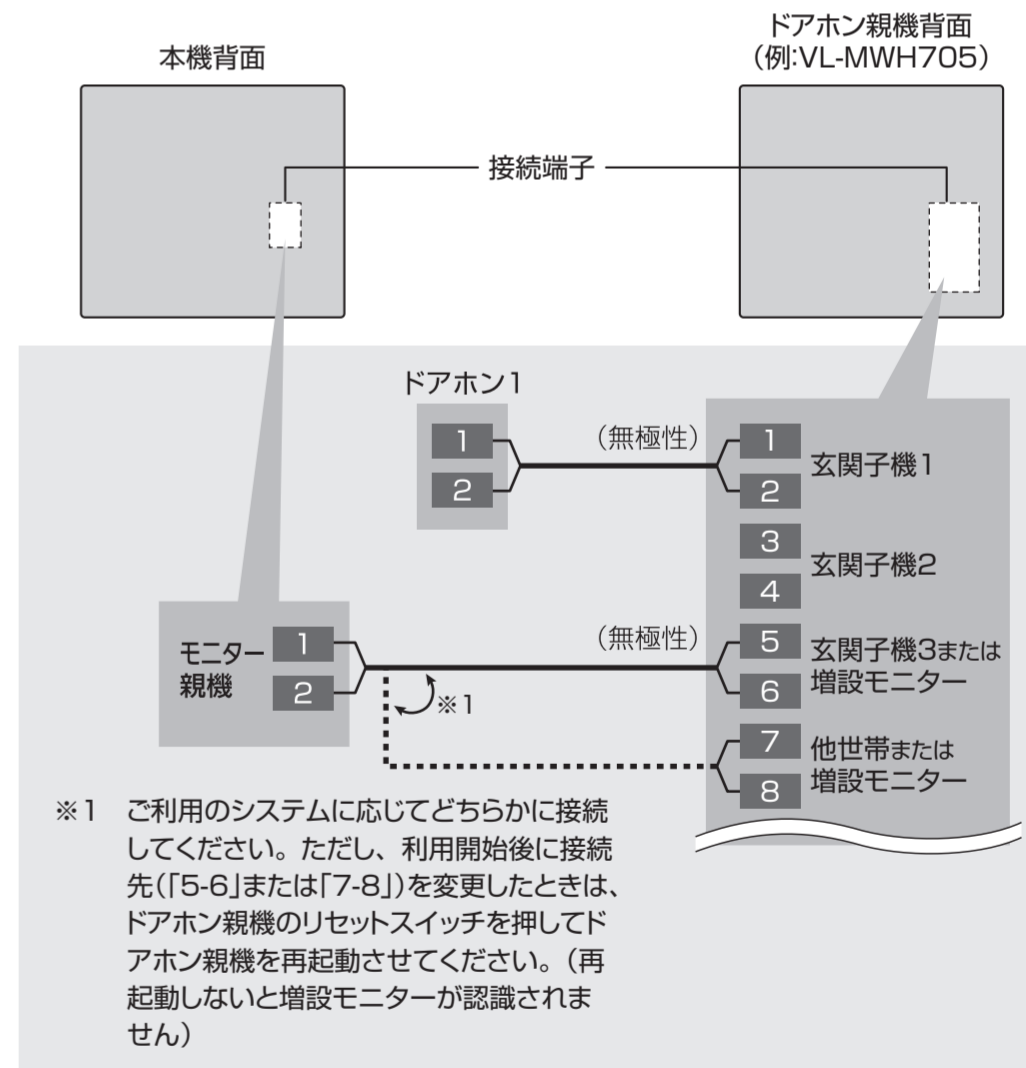 本機背面
ドアホン親機背面
(例:VL-MWH705)
接続端子
ドアホン1
1
2
(無極性)
1
2
玄関子機1
3
4
玄関子機2
モニター
親機
1
2
(無極性)
※1
5
6
玄関子機3または
増設モニター
7
8
他世帯または
増設モニター
※1 ご利用のシステムに応じてどちらかに接続
してください。ただし、利用開始後に接続
先(「5-6」または「7-8」)を変更したときは、
ドアホン親機のリセットスイッチを押してド
アホン親機を再起動させてください。(再
起動しないと増設モニターが認識されま
せん)